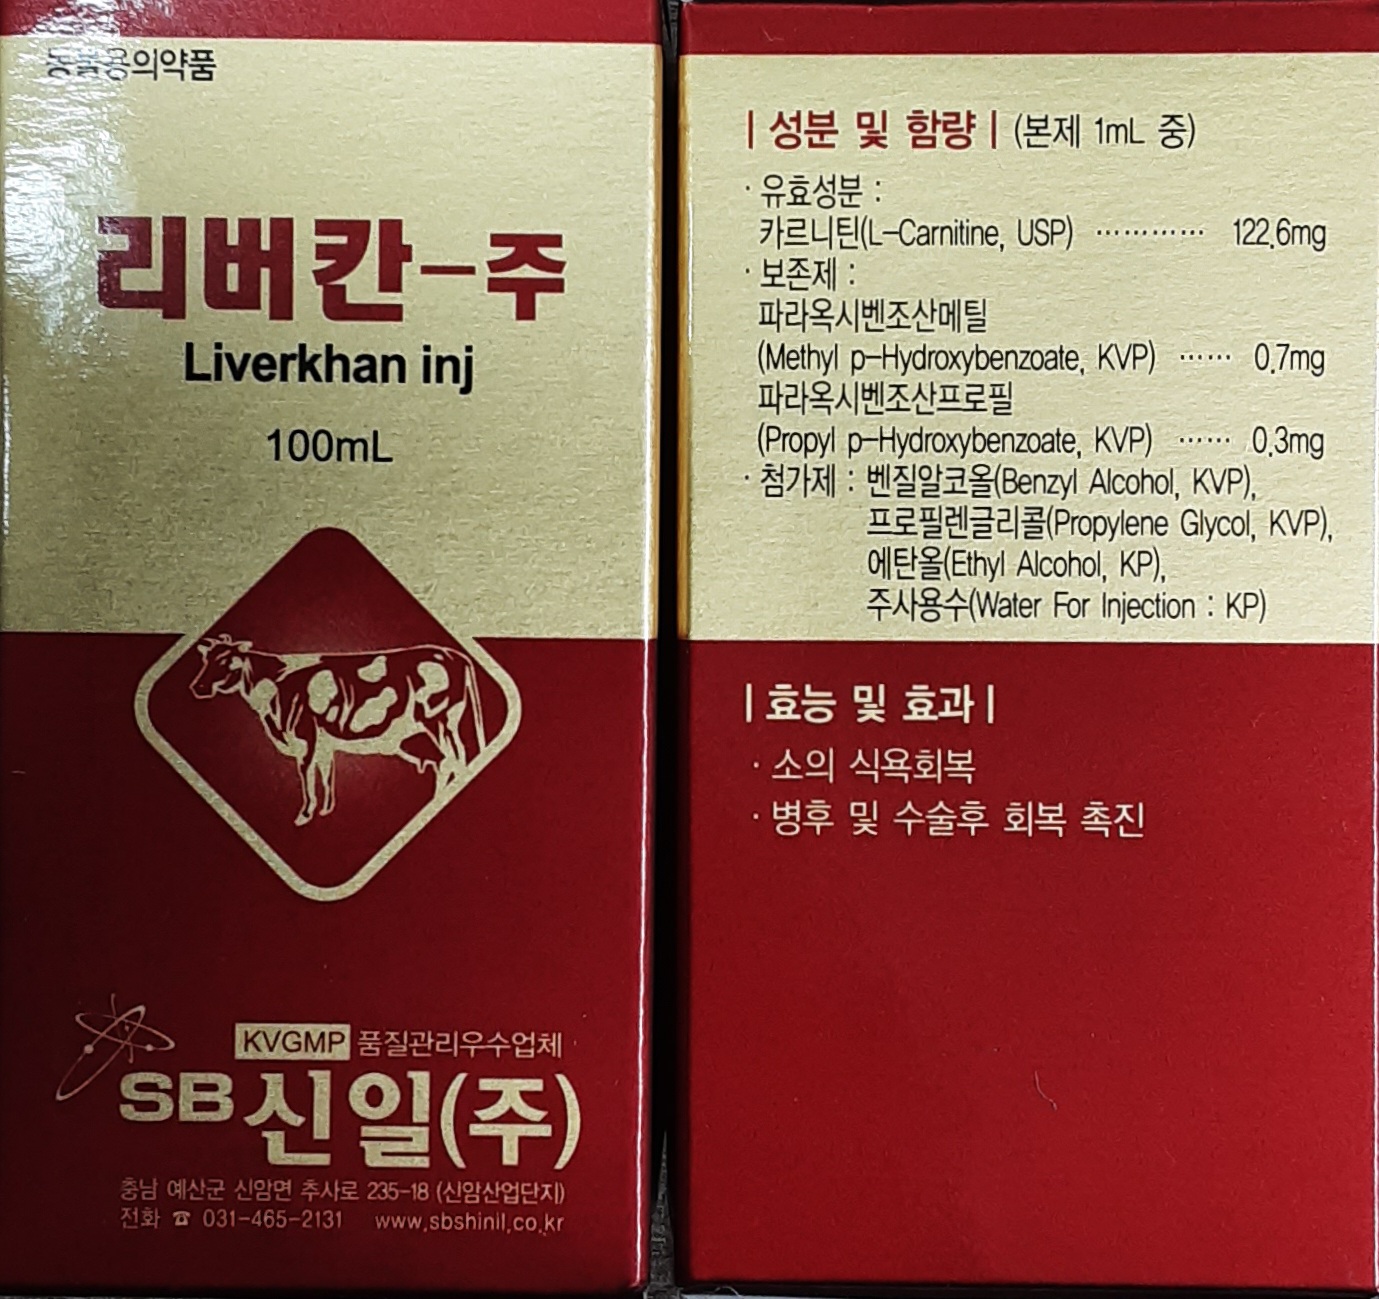 동물용의약품
리버칸-주
Liverkhan inj
100mL
KVGMP 품질관리우수업체
SB신일(주)
충남 예산군 신암면 추사로 235-18 (신암산업단지)
전화 ☎ 031-465-2131 www.sbshinil.co.kr
| 성분 및 함량 | (본제 1mL 중)
· 유효성분 :
카르니틴(L-Carnitine, USP) ············ 122.6mg
· 보존제 :
파라옥시벤조산메틸
(Methyl p-Hydroxybenzoate, KVP) ······ 0.7mg
파라옥시벤조산프로필
(Propyl p-Hydroxybenzoate, KVP) ······ 0.3mg
· 첨가제 : 벤질알코올(Benzyl Alcohol, KVP),
프로필렌글리콜(Propylene Glycol, KVP),
에탄올(Ethyl Alcohol, KP),
주사용수(Water For Injection : KP)
| 효능 및 효과 |
· 소의 식욕회복
· 병후 및 수술후 회복 촉진